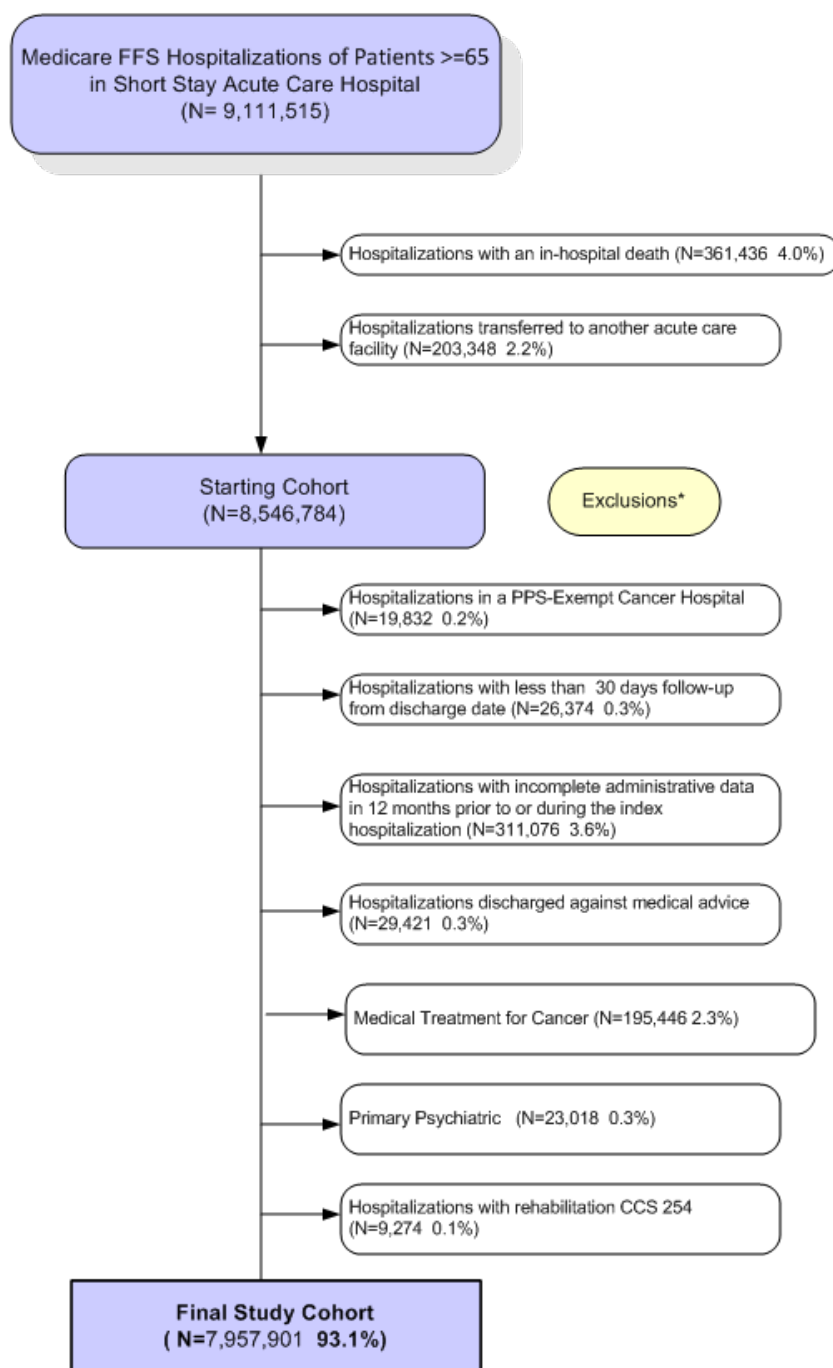 Medicare FFS Hospitalizations of Patients >=65
in Short Stay Acute Care Hospital
(N= 9,111,515)
Hospitalizations with an in-hospital death (N=361,436  4.0%)
Hospitalizations transferred to another acute care
facility (N=203,348  2.2%)
Starting Cohort
(N=8,546,784)
Exclusions*
Hospitalizations in a PPS-Exempt Cancer Hospital
(N=19,832  0.2%)
Hospitalizations with less than  30 days follow-up
from discharge date (N=26,374  0.3%)
Hospitalizations with incomplete administrative data
in 12 months prior to or during the index
hospitalization (N=311,076  3.6%)
Hospitalizations discharged against medical advice
(N=29,421  0.3%)
Medical Treatment for Cancer (N=195,446 2.3%)
Primary Psychiatric   (N=23,018  0.3%)
Hospitalizations with rehabilitation CCS 254
(N=9,274  0.1%)
Final Study Cohort
( N=7,957,901  93.1%)